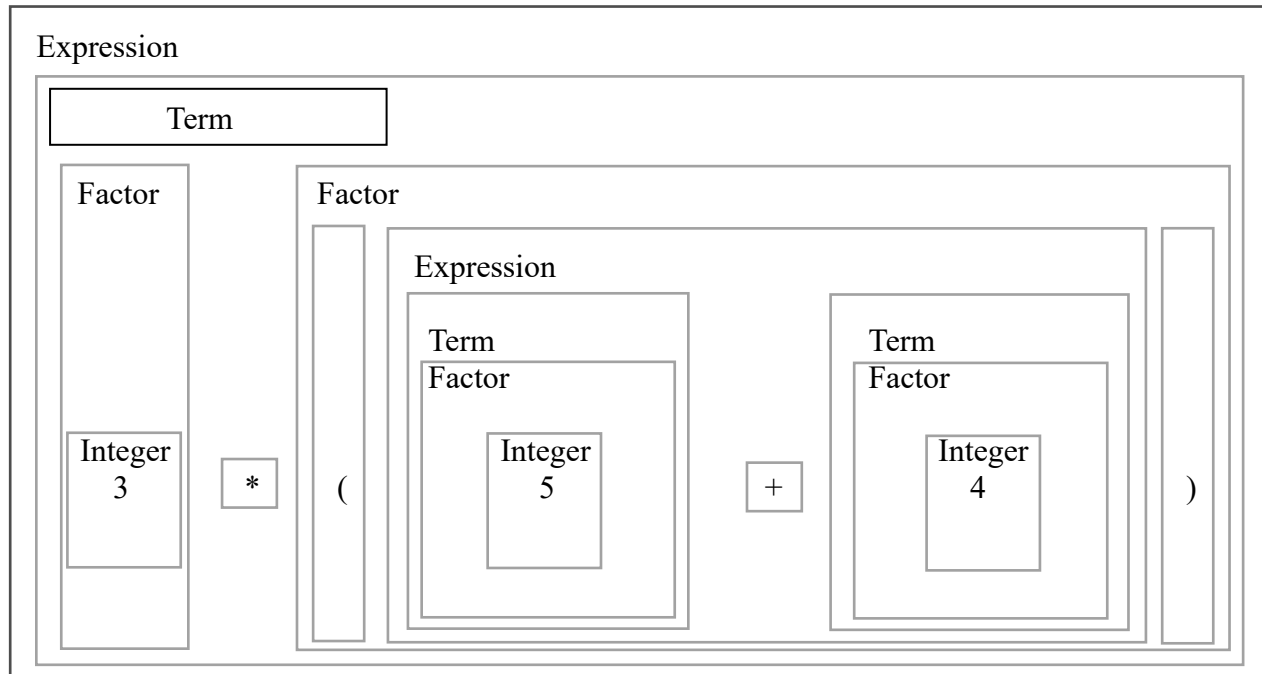 Expression
Term
Factor Factor
Expression
Term Term
Factor Factor
Integer Integer Integer
3 * ( 5 + 4 )